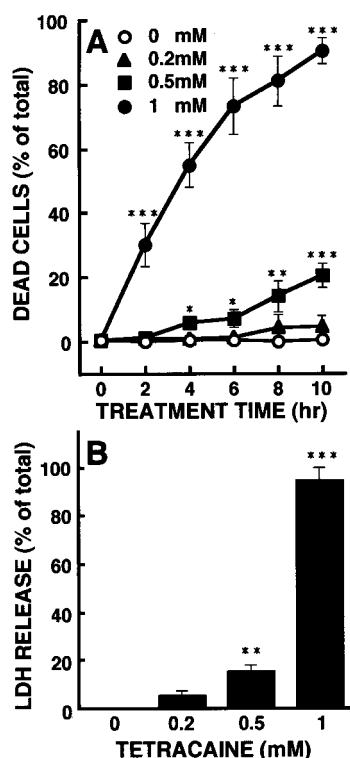 A
0 mM
0.2mM
0.5mM
1 mM
DEAD CELLS (% of total)
100
80
60
40
20
0
***
***
***
***
***
*
*
**
***
0 2 4 6 8 10
TREATMENT TIME (hr)
B
LDH RELEASE (% of total)
100
80
60
40
20
0
**
***
0 0.2 0.5 1
TETRACAINE (mM)